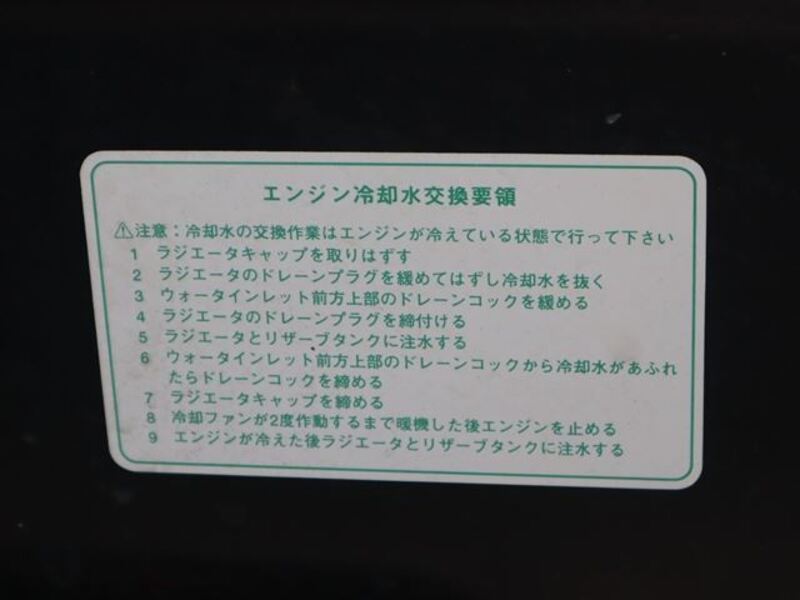 エンジン冷却水交換要領
⚠注意：冷却水の交換作業はエンジンが冷えている状態で行って下さい
1 ラジエータキャップを取りはずす
2 ラジエータのドレーンプラグを緩めてはずし冷却水を抜く
3 ウォータインレット前方上部のドレーンコックを緩める
4 ラジエータのドレーンプラグを締付ける
5 ラジエータとリザーブタンクに注水する
6 ウォータインレット前方上部のドレーンコックから冷却水があふれ
たらドレーンコックを締める
7 ラジエータキャップを締める
8 冷却ファンが2度作動するまで暖機した後エンジンを止める
9 エンジンが冷えた後ラジエータとリザーブタンクに注水する